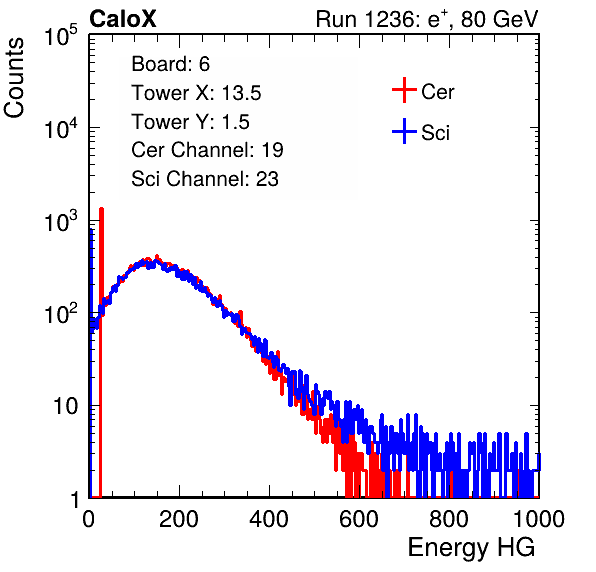 CaloX Run 1236: e+, 80 GeV
Counts
Board: 6
Tower X: 13.5
Tower Y: 1.5
Cer Channel: 19
Sci Channel: 23
Cer
Sci
10^5
10^4
10^3
10^2
10
1
0 200 400 600 800 1000
Energy HG